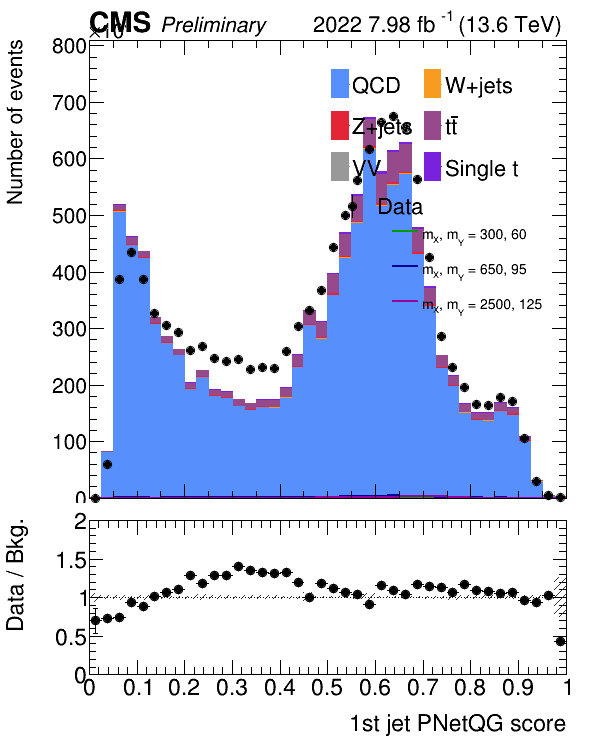 CMS Preliminary 2022 7.98 fb -1 (13.6 TeV)
Number of events
800
700
600
500
400
300
200
100
0
QCD W+jets
Z+jets tt̄
VV Single t
Data
mX, mY = 300, 60
mX, mY = 650, 95
mX, mY = 2500, 125
Data / Bkg.
2
1.5
1
0.5
0
0 0.1 0.2 0.3 0.4 0.5 0.6 0.7 0.8 0.9 1
1st jet PNetQG score